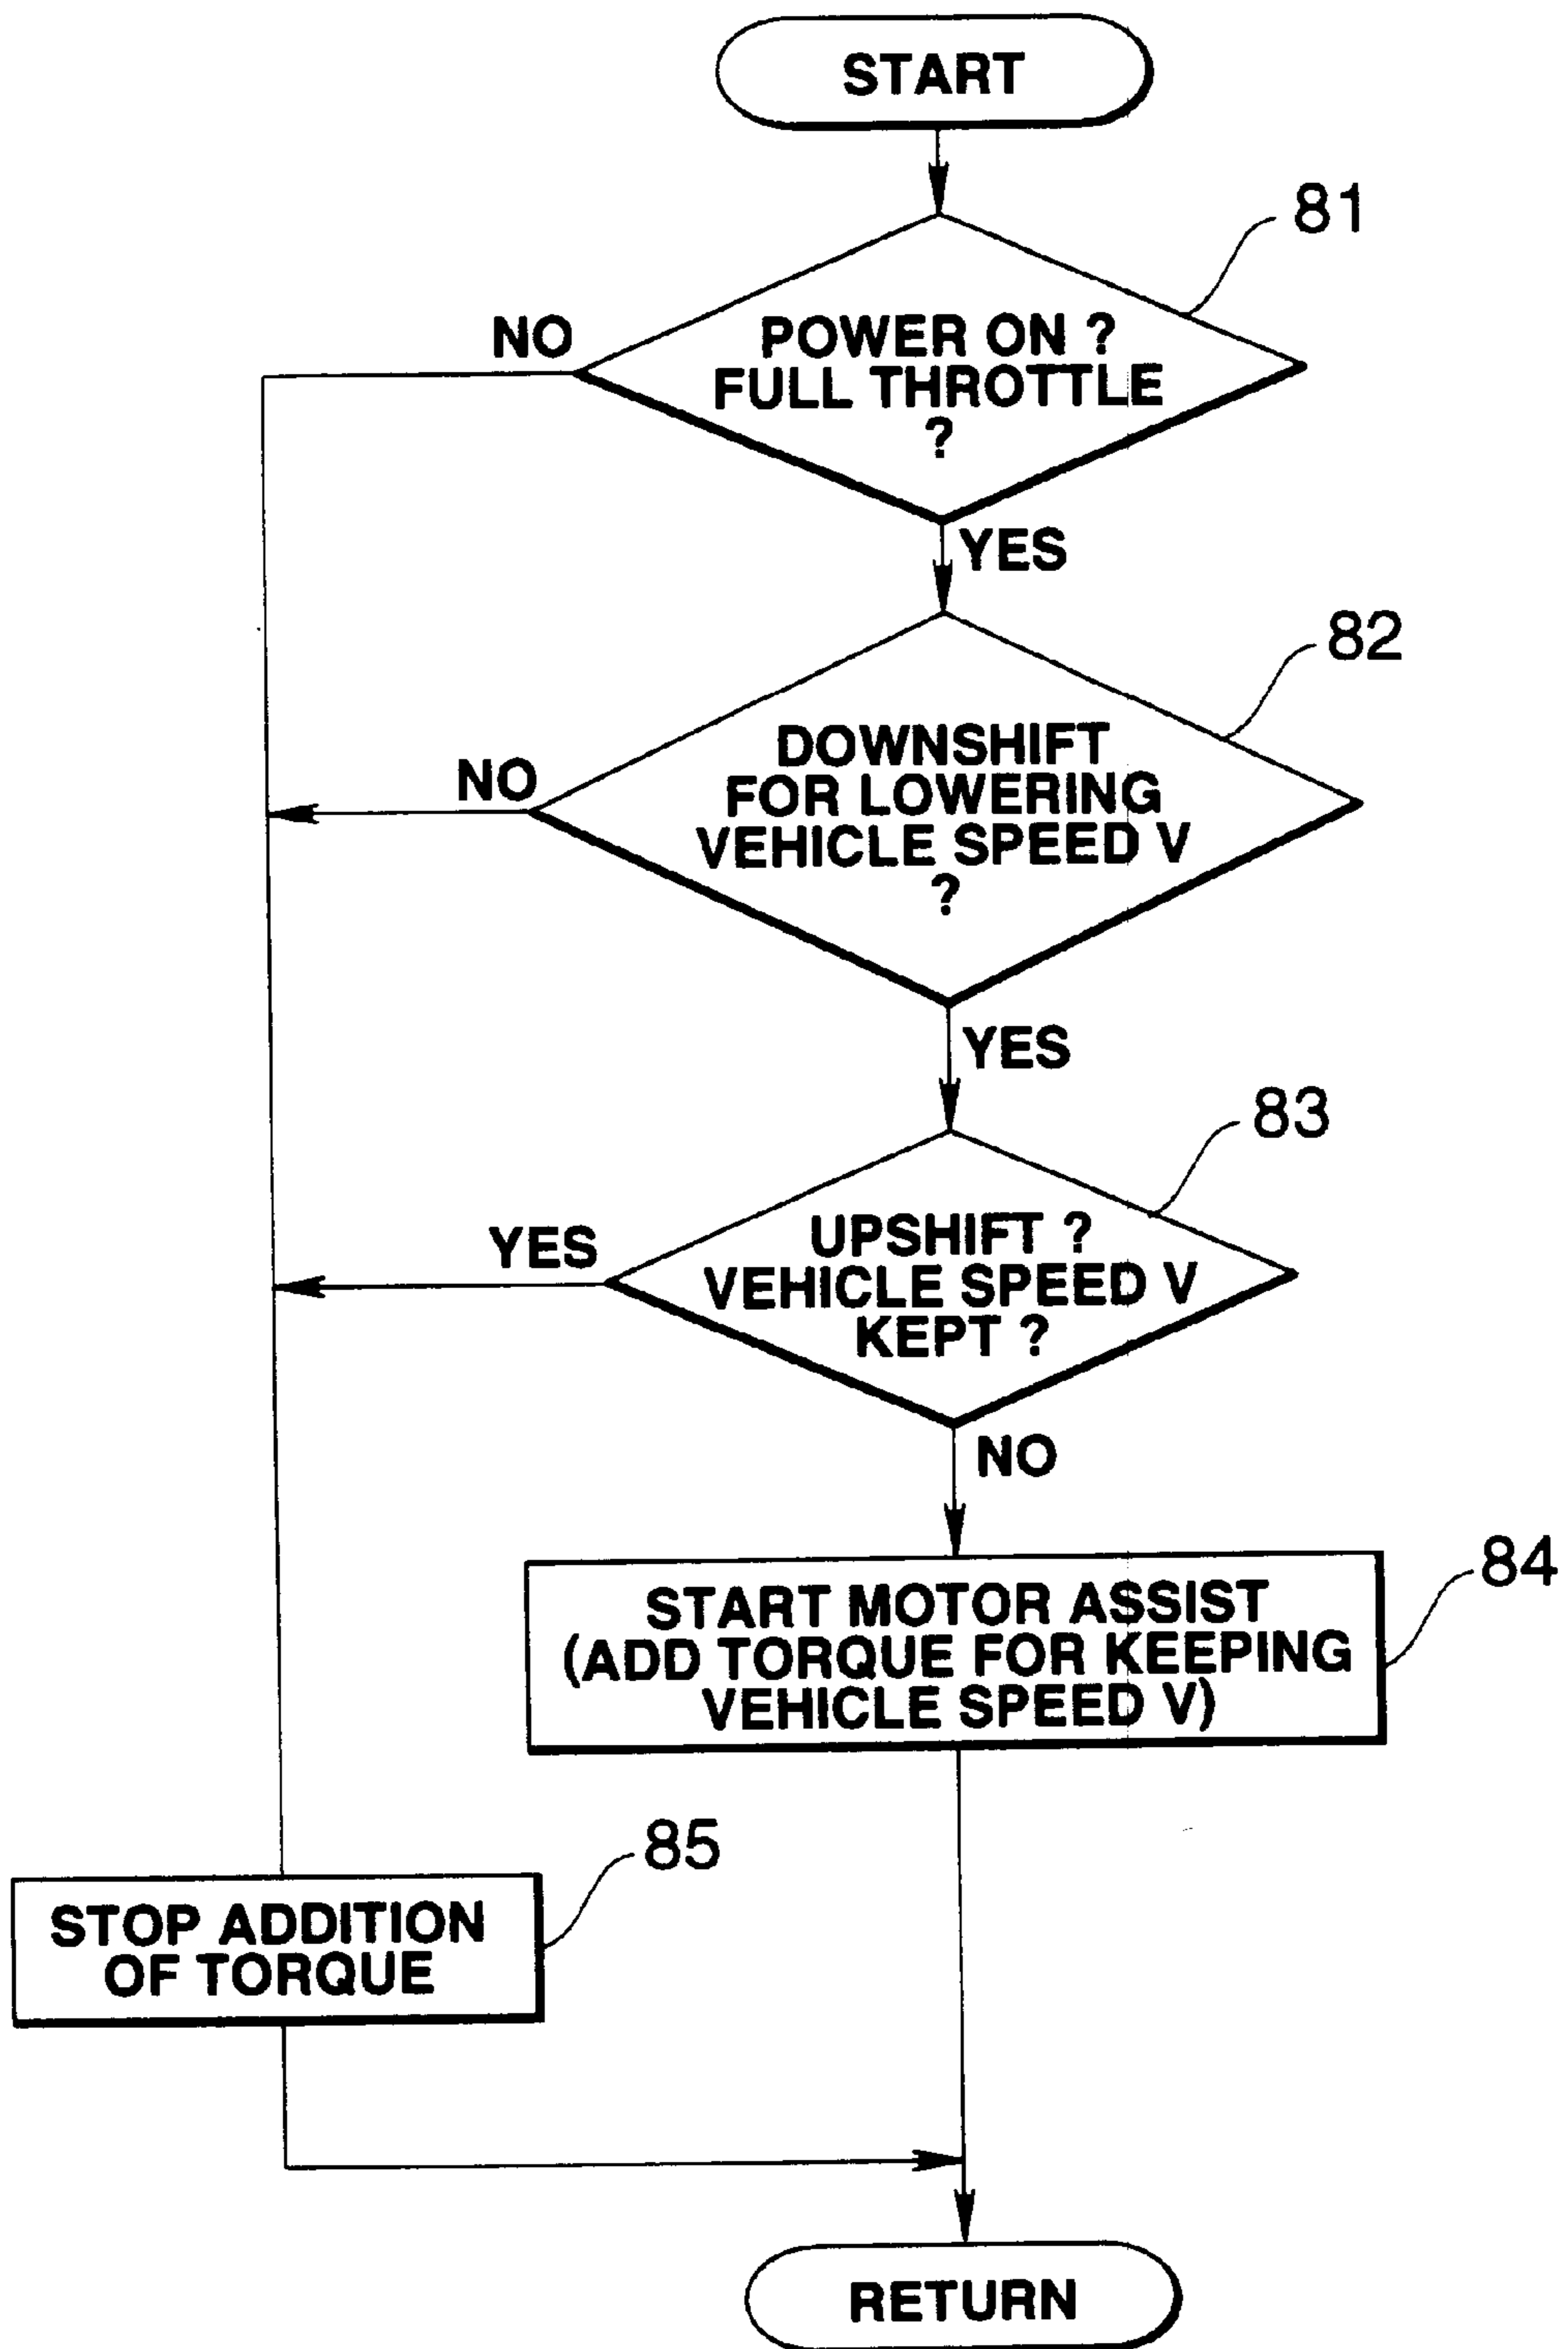 START
81
NO
POWER ON ?
FULL THROTTLE
?
YES
82
NO
DOWNSHIFT
FOR LOWERING
VEHICLE SPEED V
?
YES
83
YES
UPSHIFT ?
VEHICLE SPEED V
KEPT ?
NO
84
START MOTOR ASSIST
(ADD TORQUE FOR KEEPING
VEHICLE SPEED V)
85
STOP ADDITION
OF TORQUE
RETURN